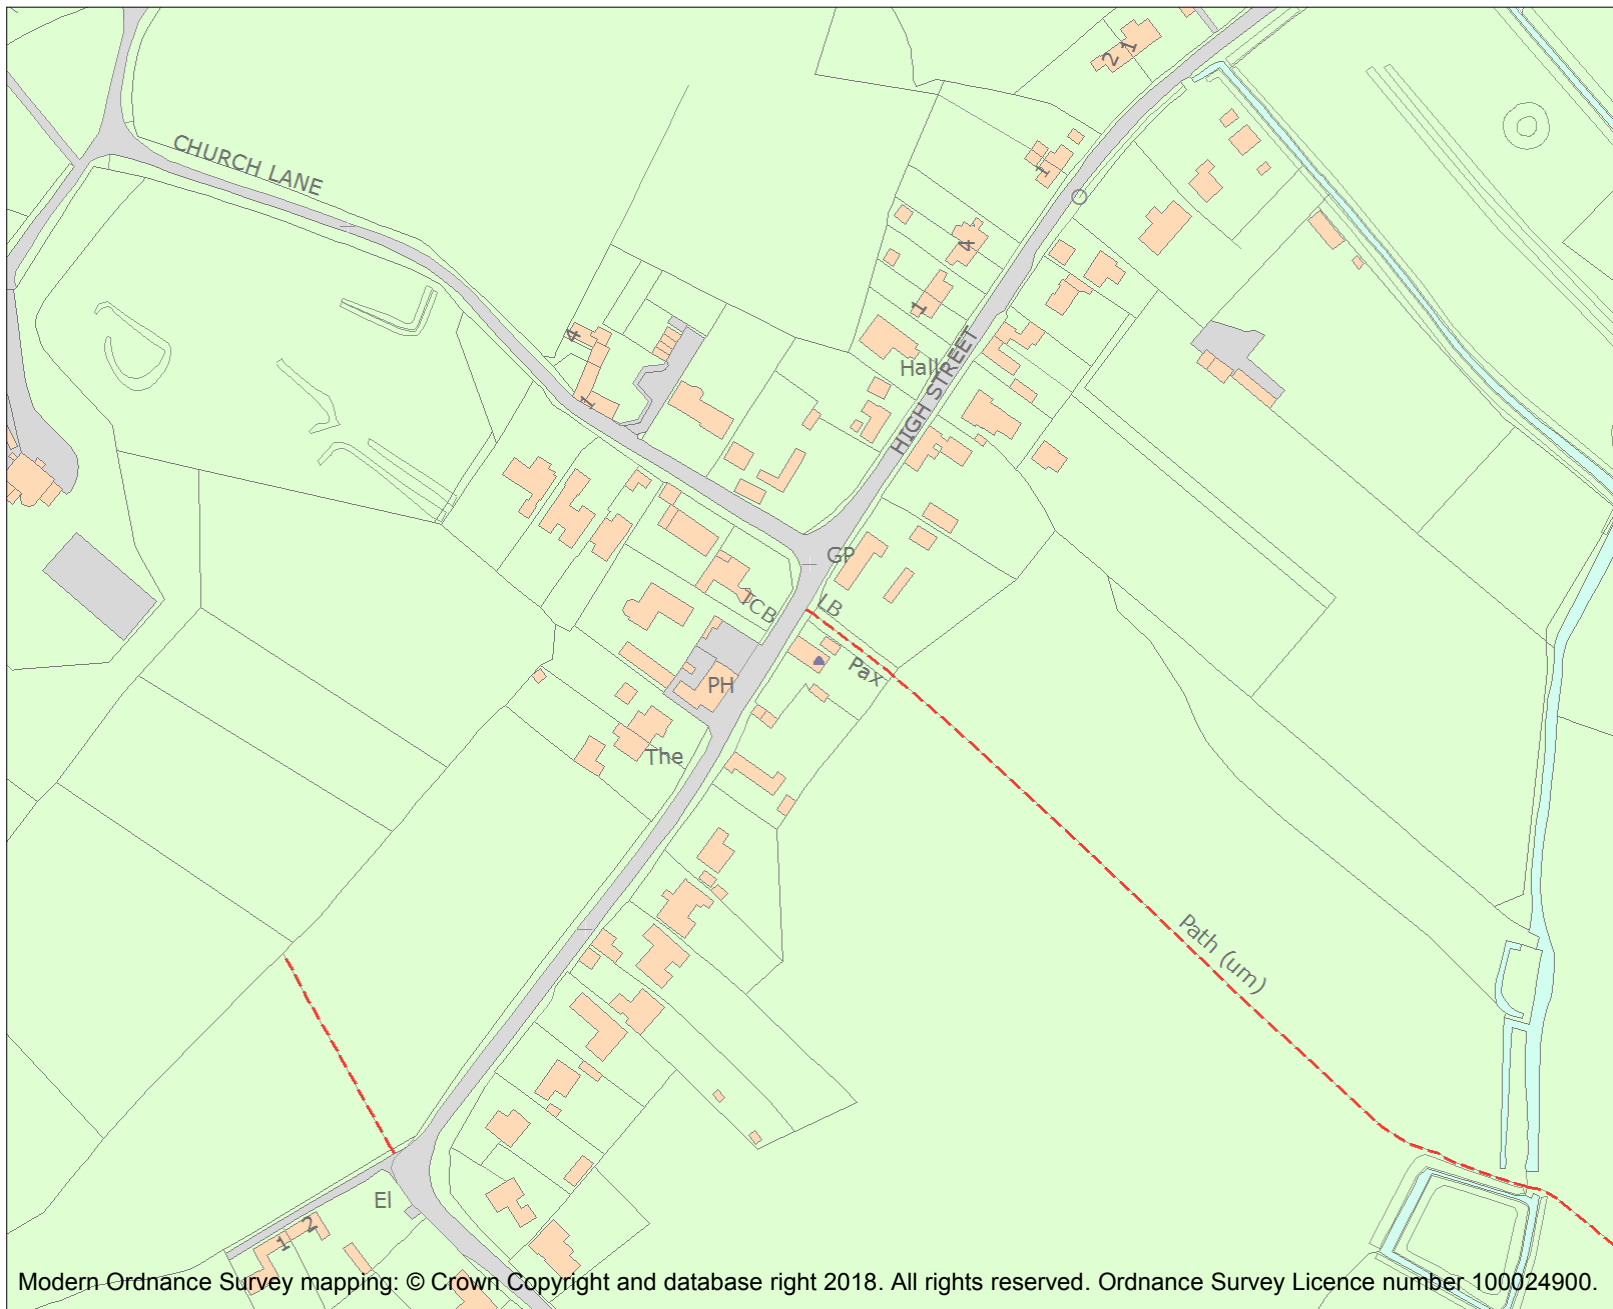 2 1
CHURCH LANE
1
4
1
4
Hall
HIGH STREET
1
GP
TCB
LB
Pax
PH
The
Path (um)
El
2
1
Modern Ordnance Survey mapping: © Crown Copyright and database right 2018. All rights reserved. Ordnance Survey Licence number 100024900.